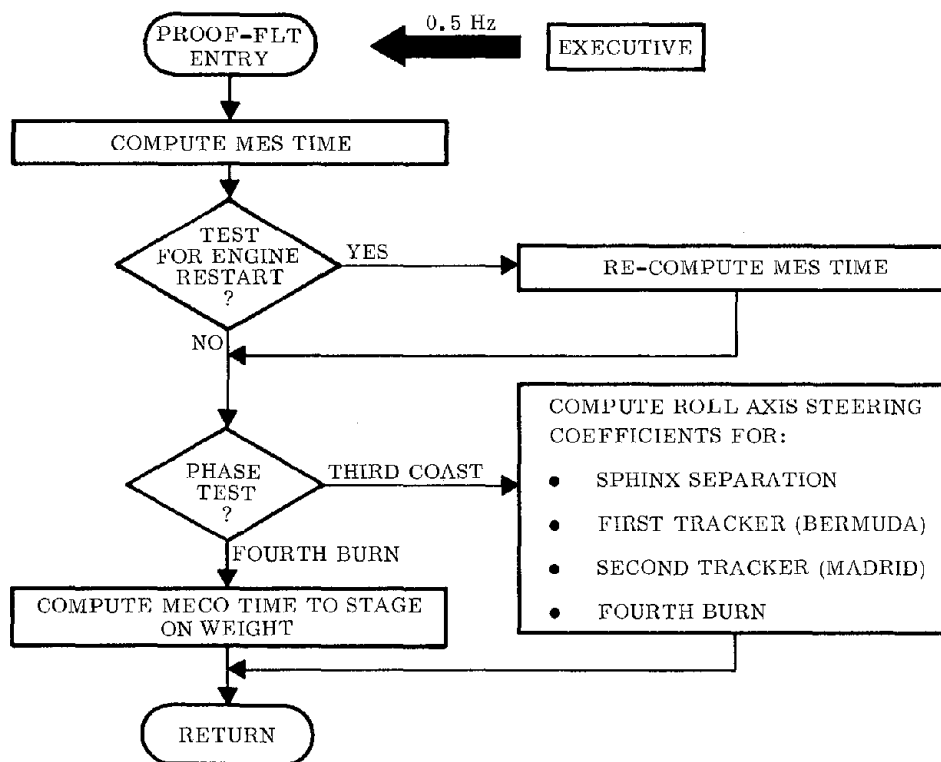 PROOF-FLT
ENTRY
0.5 Hz
EXECUTIVE
COMPUTE MES TIME
TEST
FOR ENGINE
RESTART
?
YES
RE-COMPUTE MES TIME
NO
PHASE
TEST
?
THIRD COAST
COMPUTE ROLL AXIS STEERING
COEFFICIENTS FOR:
• SPHINX SEPARATION
• FIRST TRACKER (BERMUDA)
• SECOND TRACKER (MADRID)
• FOURTH BURN
FOURTH BURN
COMPUTE MECO TIME TO STAGE
ON WEIGHT
RETURN